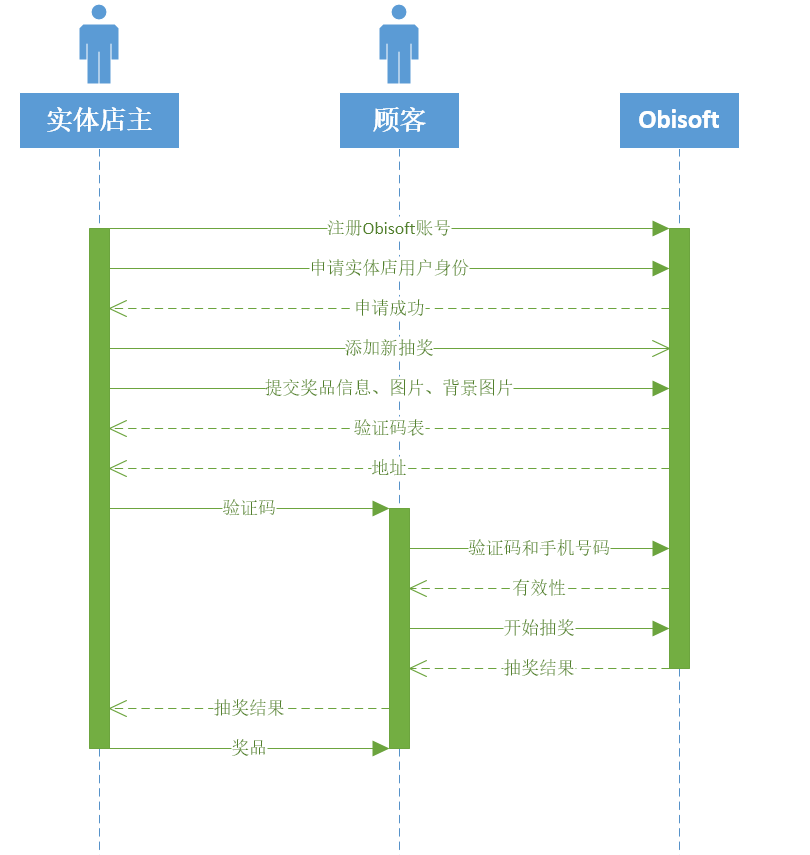 实体店主
顾客
Obisoft
注册Obisoft账号
申请实体店用户身份
申请成功
添加新抽奖
提交奖品信息、图片、背景图片
验证码表
地址
验证码
验证码和手机号码
有效性
开始抽奖
抽奖结果
抽奖结果
奖品